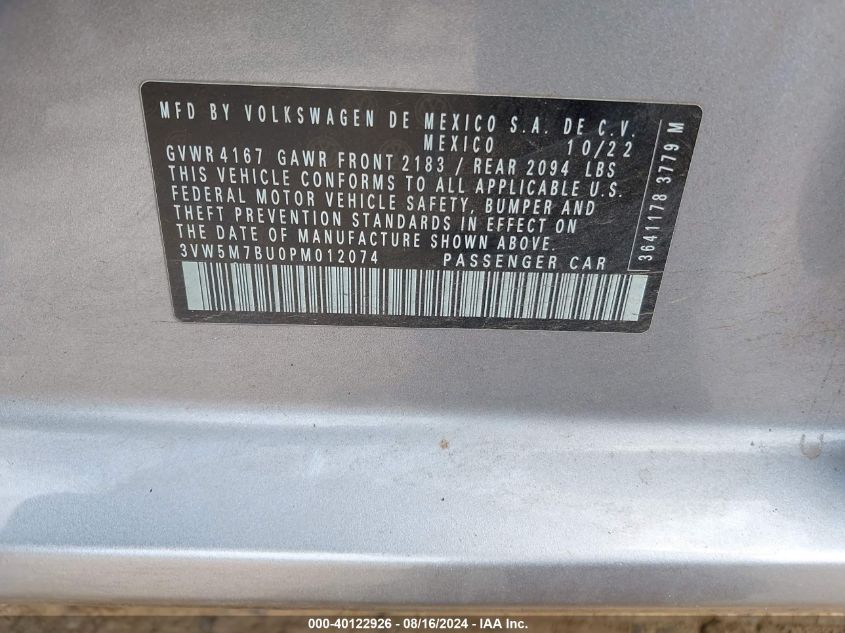 MFD BY VOLKSWAGEN DE MEXICO S.A. DE C.V.
MEXICO 10/22
GVWR 4167 GAWR FRONT 2183 / REAR 2094 LBS
THIS VEHICLE CONFORMS TO ALL APPLICABLE U.S.
FEDERAL MOTOR VEHICLE SAFETY, BUMPER AND
THEFT PREVENTION STANDARDS IN EFFECT ON
THE DATE OF MANUFACTURE SHOWN ABOVE.
3VW5M7BU0PM012074 PASSENGER CAR
3641178 3779 M
000-40122926 - 08/16/2024 - IAA Inc.